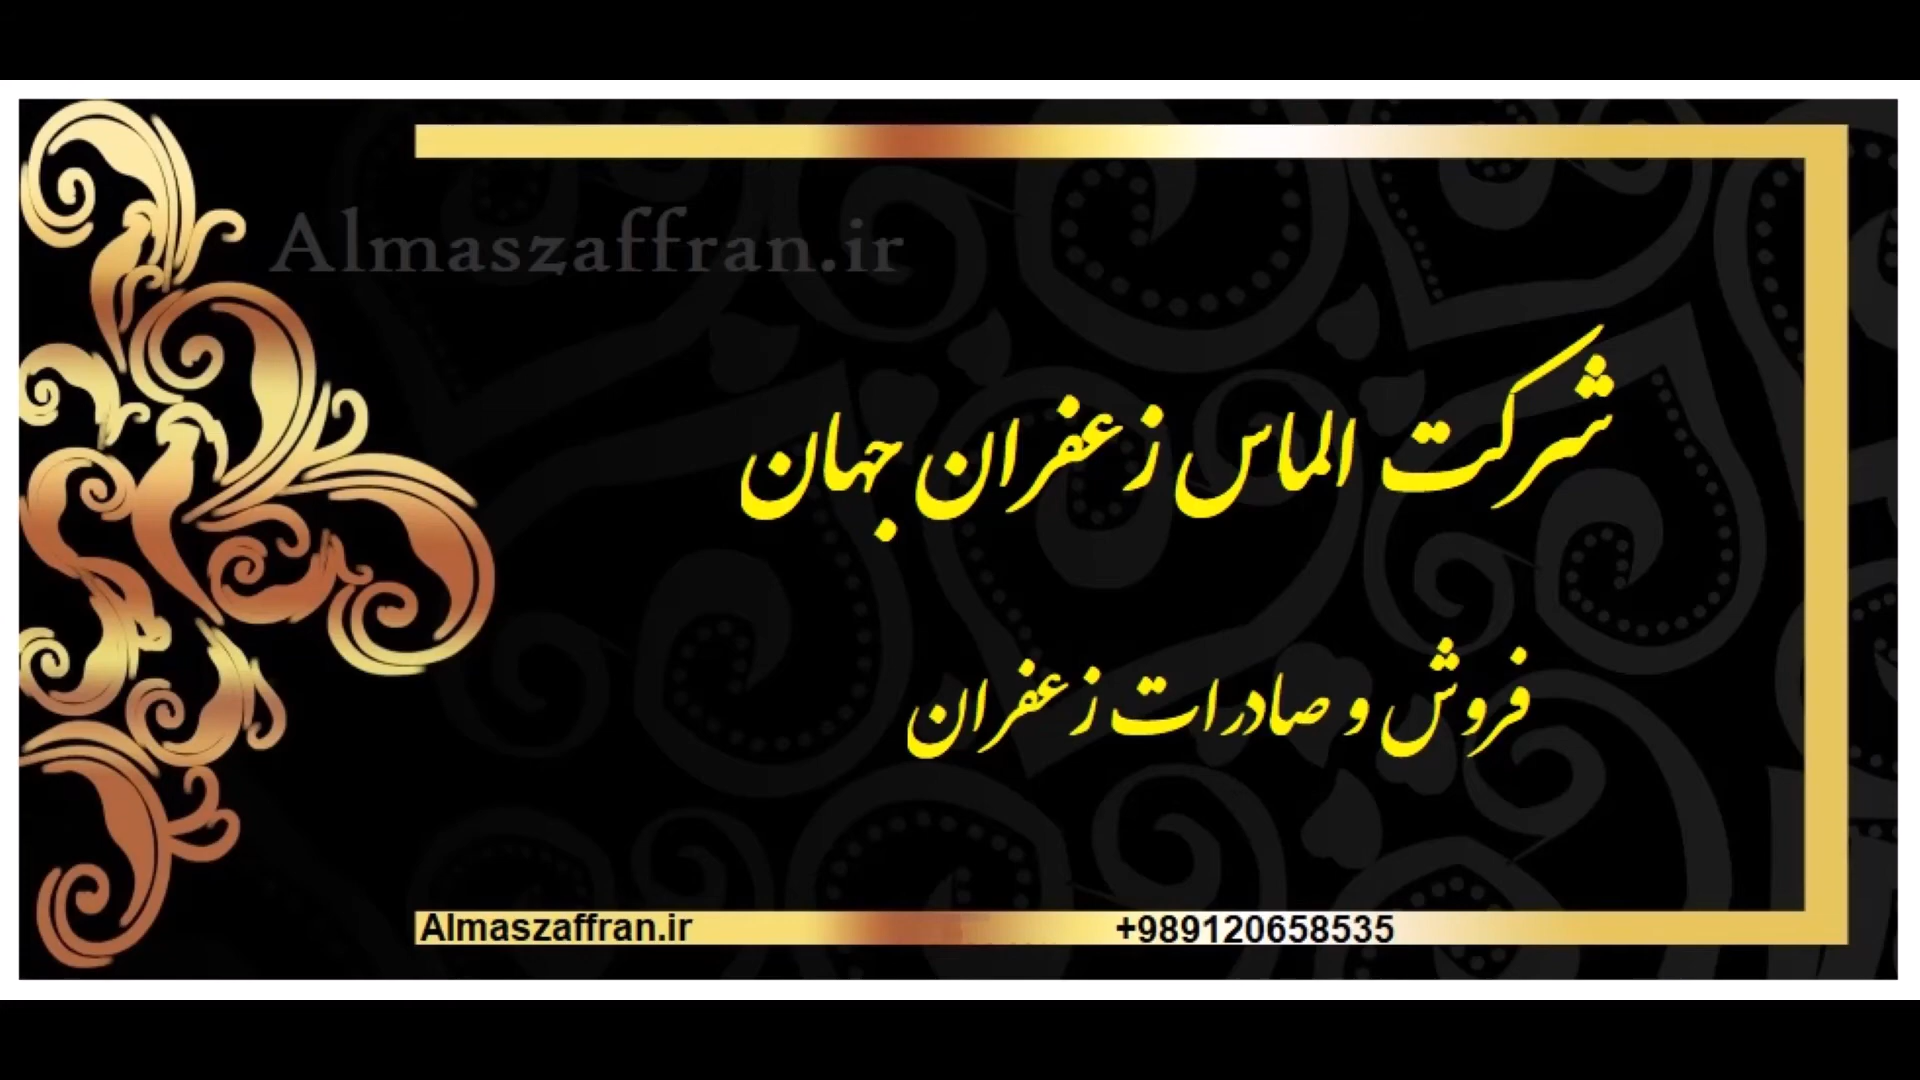 Almaszaffran.ir
شرکت الماس زعفران جهان
فروش و صادرات زعفران
Almaszaffran.ir
+989120658535